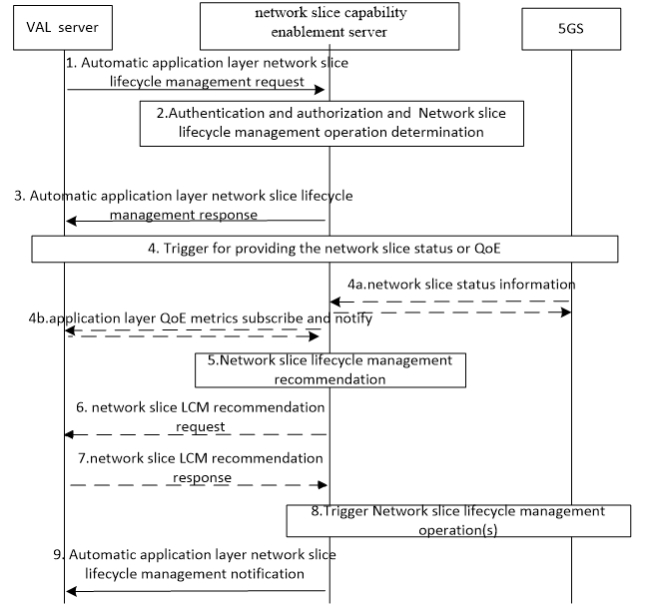 VAL server
network slice capability
enablement server
5GS
1. Automatic application layer network slice
lifecycle management request
2.Authentication and authorization and Network slice
lifecycle management operation determination
3. Automatic application layer network slice lifecycle
management response
4. Trigger for providing the network slice status or QoE
4a.network slice status information
4b.application layer QoE metrics subscribe and notify
5.Network slice lifecycle management
recommendation
6. network slice LCM recommendation
request
7.network slice LCM recommendation
response
8.Trigger Network slice lifecycle management
operation(s)
9. Automatic application layer network slice
lifecycle management notification